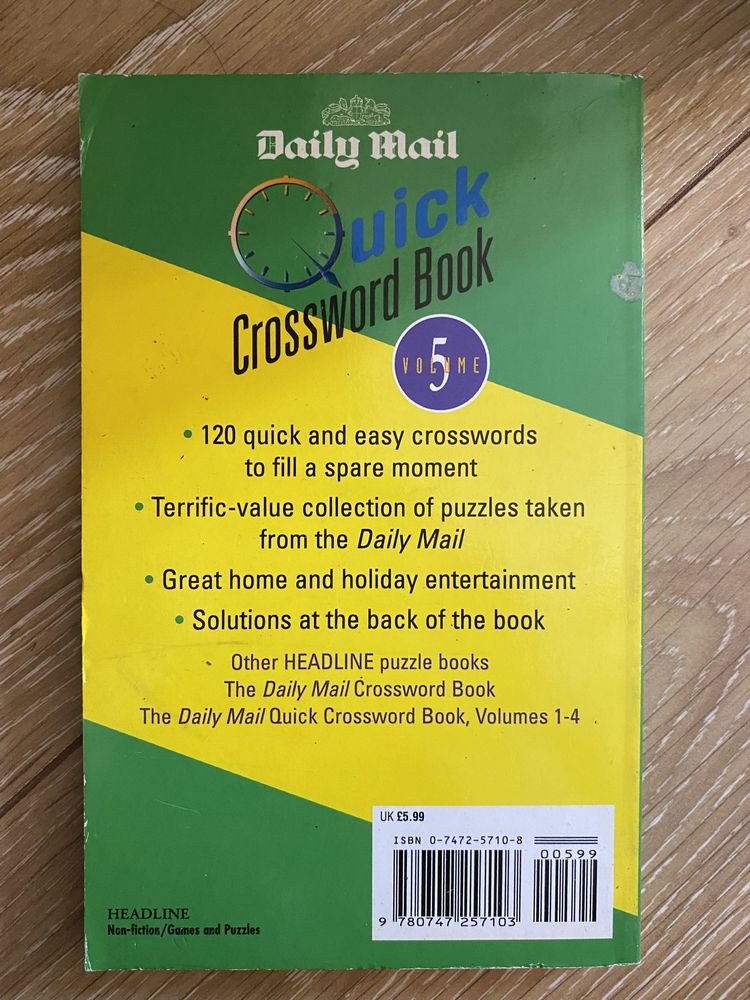 Daily Mail
Quick
Crossword Book
VOLUME 5
• 120 quick and easy crosswords
to fill a spare moment
• Terrific-value collection of puzzles taken
from the Daily Mail
• Great home and holiday entertainment
• Solutions at the back of the book
Other HEADLINE puzzle books
The Daily Mail Crossword Book
The Daily Mail Quick Crossword Book, Volumes 1-4
UK £5.99
ISBN 0-7472-5710-8
00599
9 780747 257103
HEADLINE
Non-fiction/Games and Puzzles